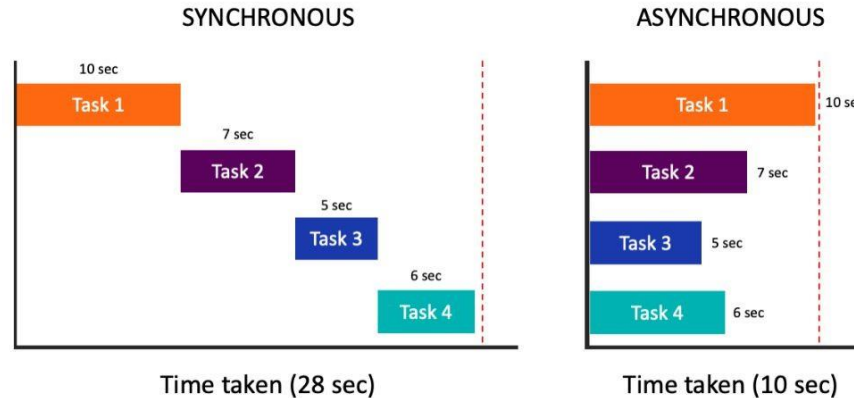 SYNCHRONOUS
10 sec
Task 1
7 sec
Task 2
5 sec
Task 3
6 sec
Task 4
Time taken (28 sec)
ASYNCHRONOUS
Task 1
10 se
Task 2
7 sec
Task 3
5 sec
Task 4
6 sec
Time taken (10 sec)